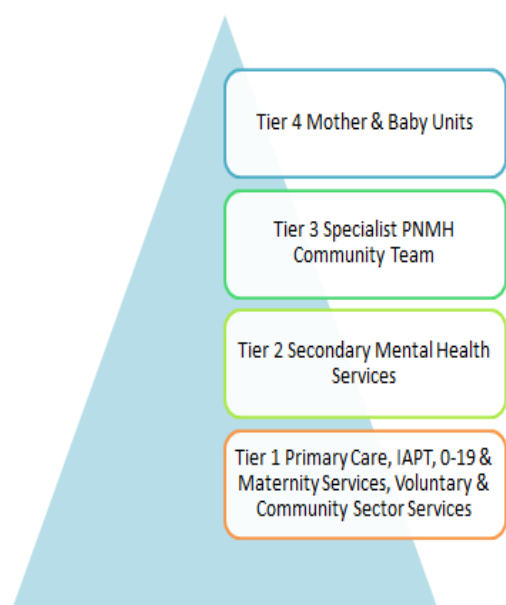 Tier 4 Mother & Baby Units
Tier 3 Specialist PNMH
Community Team
Tier 2 Secondary Mental Health
Services
Tier 1 Primary Care, IAPT, 0-19 &
Maternity Services, Voluntary &
Community Sector Services